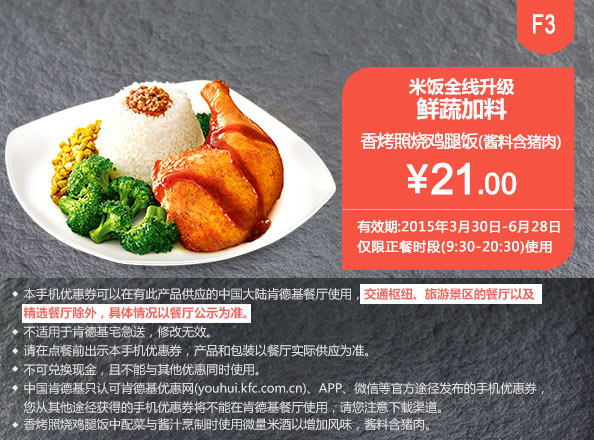 F3
米饭全线升级
鲜蔬加料
香烤照烧鸡腿饭(酱料含猪肉)
¥21.00
有效期:2015年3月30日-6月28日
仅限正餐时段(9:30-20:30)使用
• 本手机优惠券可以在有此产品供应的中国大陆肯德基餐厅使用，交通枢纽、旅游景区的餐厅以及
精选餐厅除外，具体情况以餐厅公示为准。
• 不适用于肯德基宅急送，修改无效。
• 请在点餐前出示本手机优惠券，产品和包装以餐厅实际供应为准。
• 不可兑换现金，且不能与其他优惠同时使用。
• 中国肯德基只认可肯德基优惠网(youhui.kfc.com.cn)、APP、微信等官方途径发布的手机优惠券，
您从其他途径获得的手机优惠券将不能在肯德基餐厅使用，请您注意下载渠道。
• 香烤照烧鸡腿饭中配菜与酱汁烹制时使用微量米酒以增加风味，酱料含猪肉。